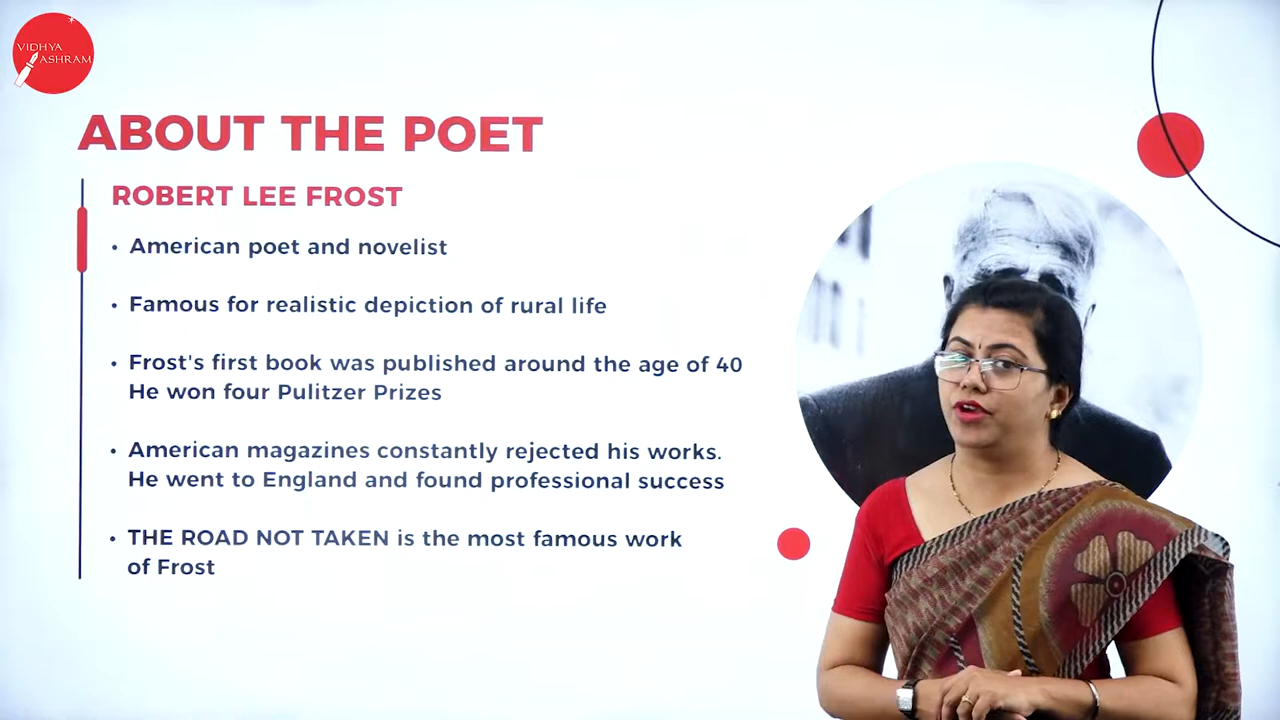 VIDHYA
ASHRAM
ABOUT THE POET
ROBERT LEE FROST
• American poet and novelist
• Famous for realistic depiction of rural life
• Frost's first book was published around the age of 40
He won four Pulitzer Prizes
• American magazines constantly rejected his works.
He went to England and found professional success
• THE ROAD NOT TAKEN is the most famous work
of Frost